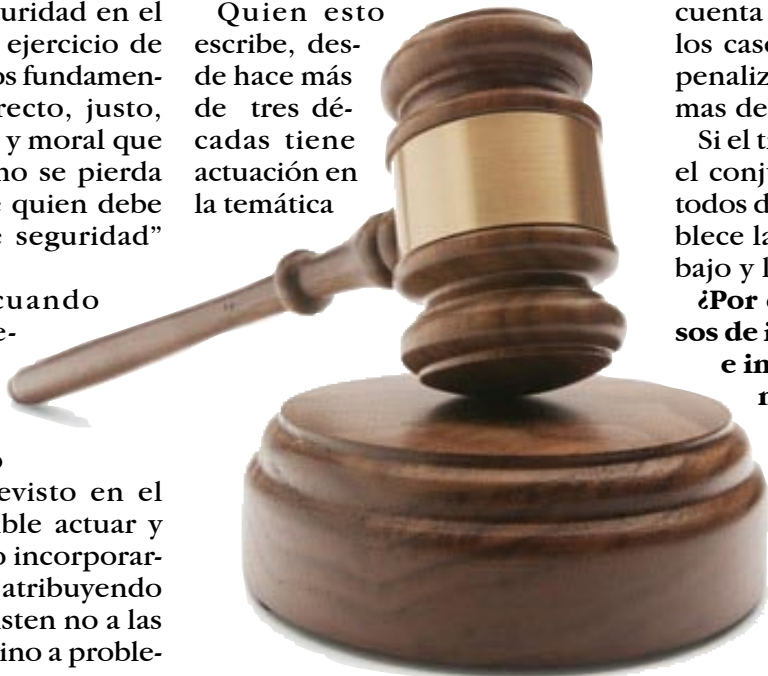 uridad en el
ejercicio de
os fundamen-
recto, justo,
y moral que
no se pierda
e quien debe
e seguridad”
cuando
e-
o
evisto en el
ble actuar y
o incorporar-
atribuyendo
sten no a las
ino a proble-
Quien esto
escribe, des-
de hace más
de tres dé-
cadas tiene
actuación en
la temática
cuenta
los caso
penaliz
mas de
Si el t
el conj
todos d
blece la
bajo y l
¿Por
sos de i
e in